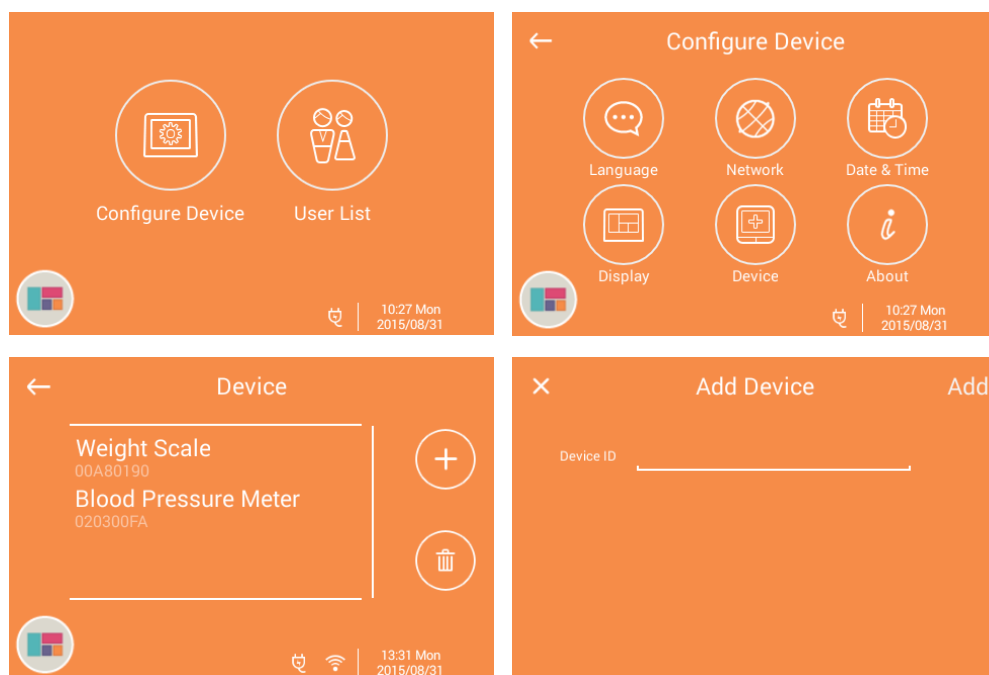 Configure Device
User List
10:27 Mon
2015/08/31
Configure Device
Language
Network
Date & Time
Display
Device
About
10:27 Mon
2015/08/31
Device
Weight Scale
00A80190
Blood Pressure Meter
020300FA
13:31 Mon
2015/08/31
Add Device
Add
Device ID